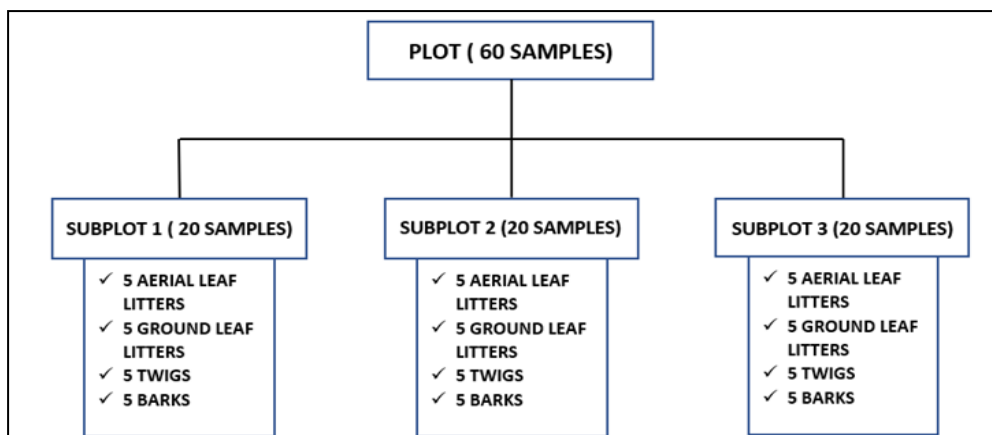 PLOT ( 60 SAMPLES)
SUBPLOT 1 ( 20 SAMPLES)
✓ 5 AERIAL LEAF
LITTERS
✓ 5 GROUND LEAF
LITTERS
✓ 5 TWIGS
✓ 5 BARKS
SUBPLOT 2 (20 SAMPLES)
✓ 5 AERIAL LEAF
LITTERS
✓ 5 GROUND LEAF
LITTERS
✓ 5 TWIGS
✓ 5 BARKS
SUBPLOT 3 (20 SAMPLES)
✓ 5 AERIAL LEAF
LITTERS
✓ 5 GROUND LEAF
LITTERS
✓ 5 TWIGS
✓ 5 BARKS